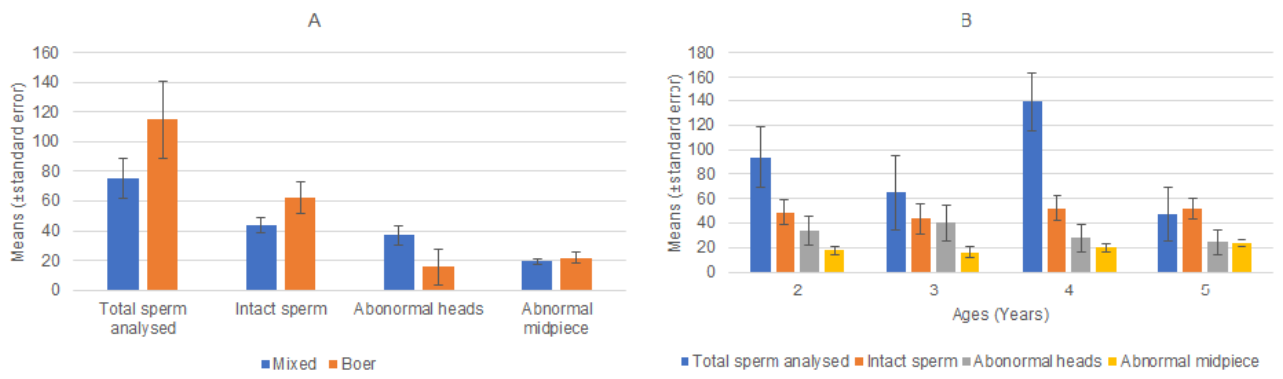 A
160
140
120
100
80
60
40
20
0
Means (±standard error)
Total sperm analysed
Intact sperm
Abonormal heads
Abnormal midpiece
Mixed
Boer
B
180
160
140
120
100
80
60
40
20
0
Means (±standard error)
2
3
4
5
Ages (Years)
Total sperm analysed
Intact sperm
Abonormal heads
Abnormal midpiece